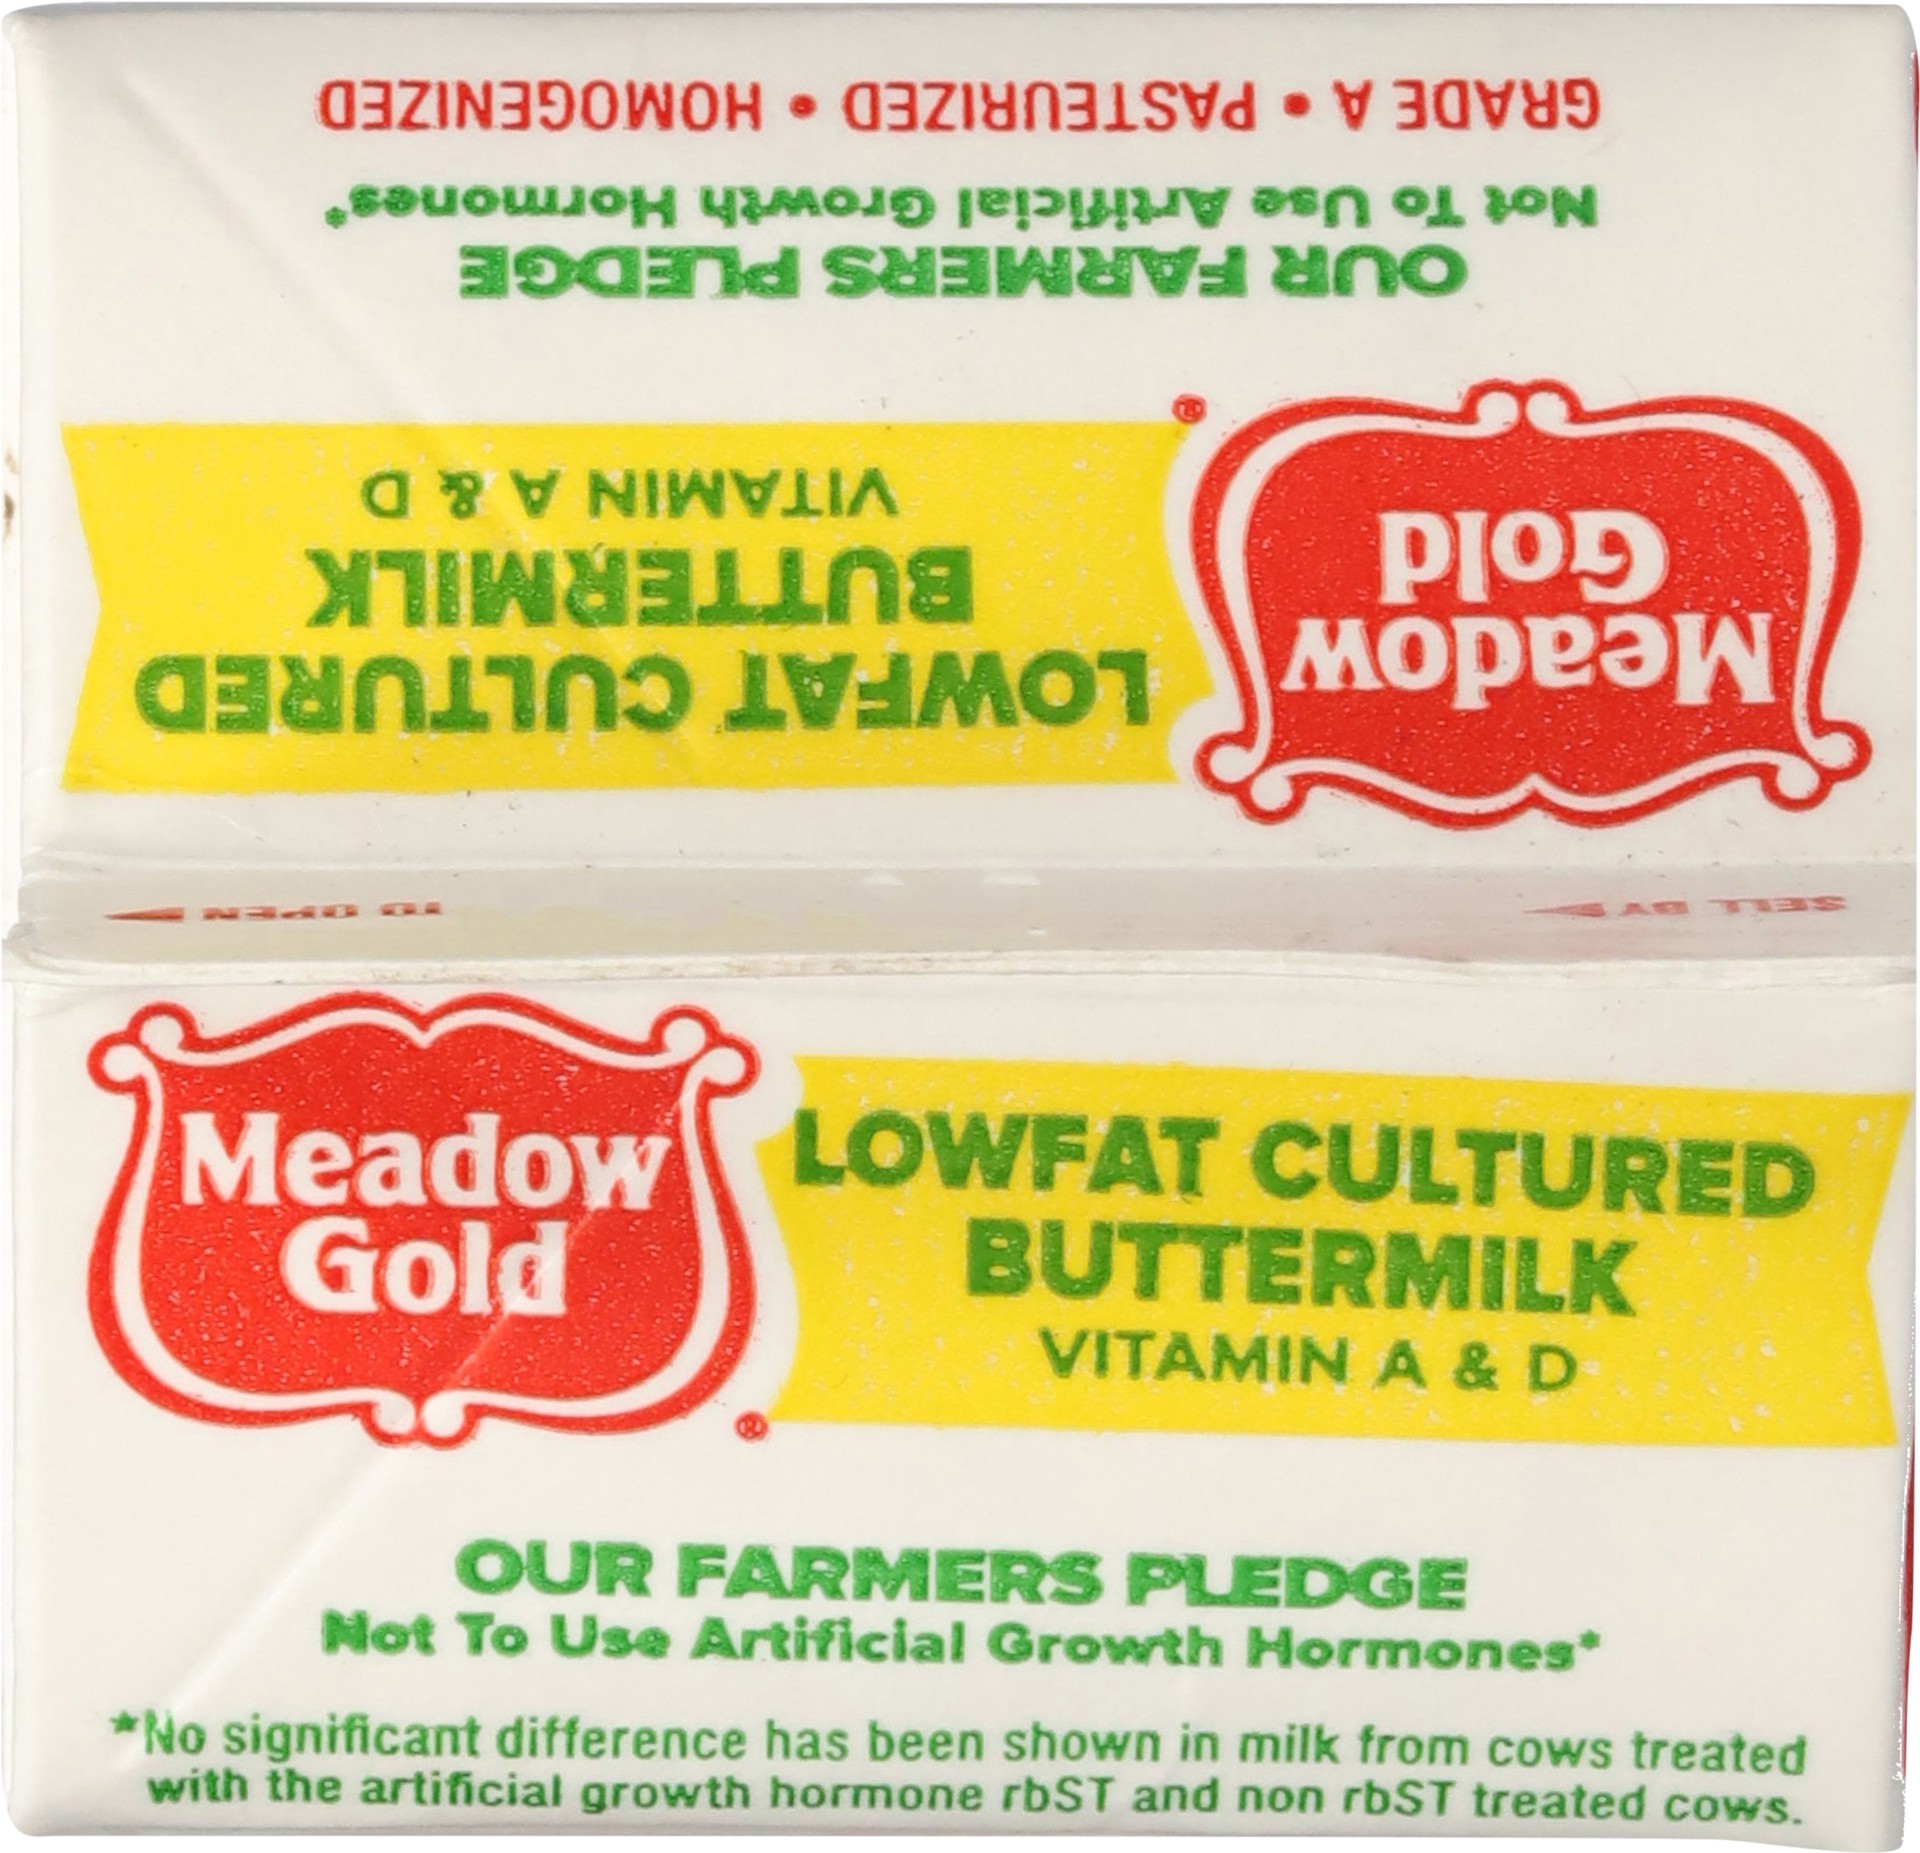 GRADE A • PASTEURIZED • HOMOGENIZED
Not To Use Artificial Growth Hormones*
OUR FARMERS PLEDGE
®
VITAMIN A & D
BUTTERMILK
LOWFAT CULTURED
Meadow
Gold
SELL BY
TO OPEN
Meadow
Gold
®
LOWFAT CULTURED
BUTTERMILK
VITAMIN A & D
OUR FARMERS PLEDGE
Not To Use Artificial Growth Hormones*
*No significant difference has been shown in milk from cows treated
with the artificial growth hormone rbST and non rbST treated cows.